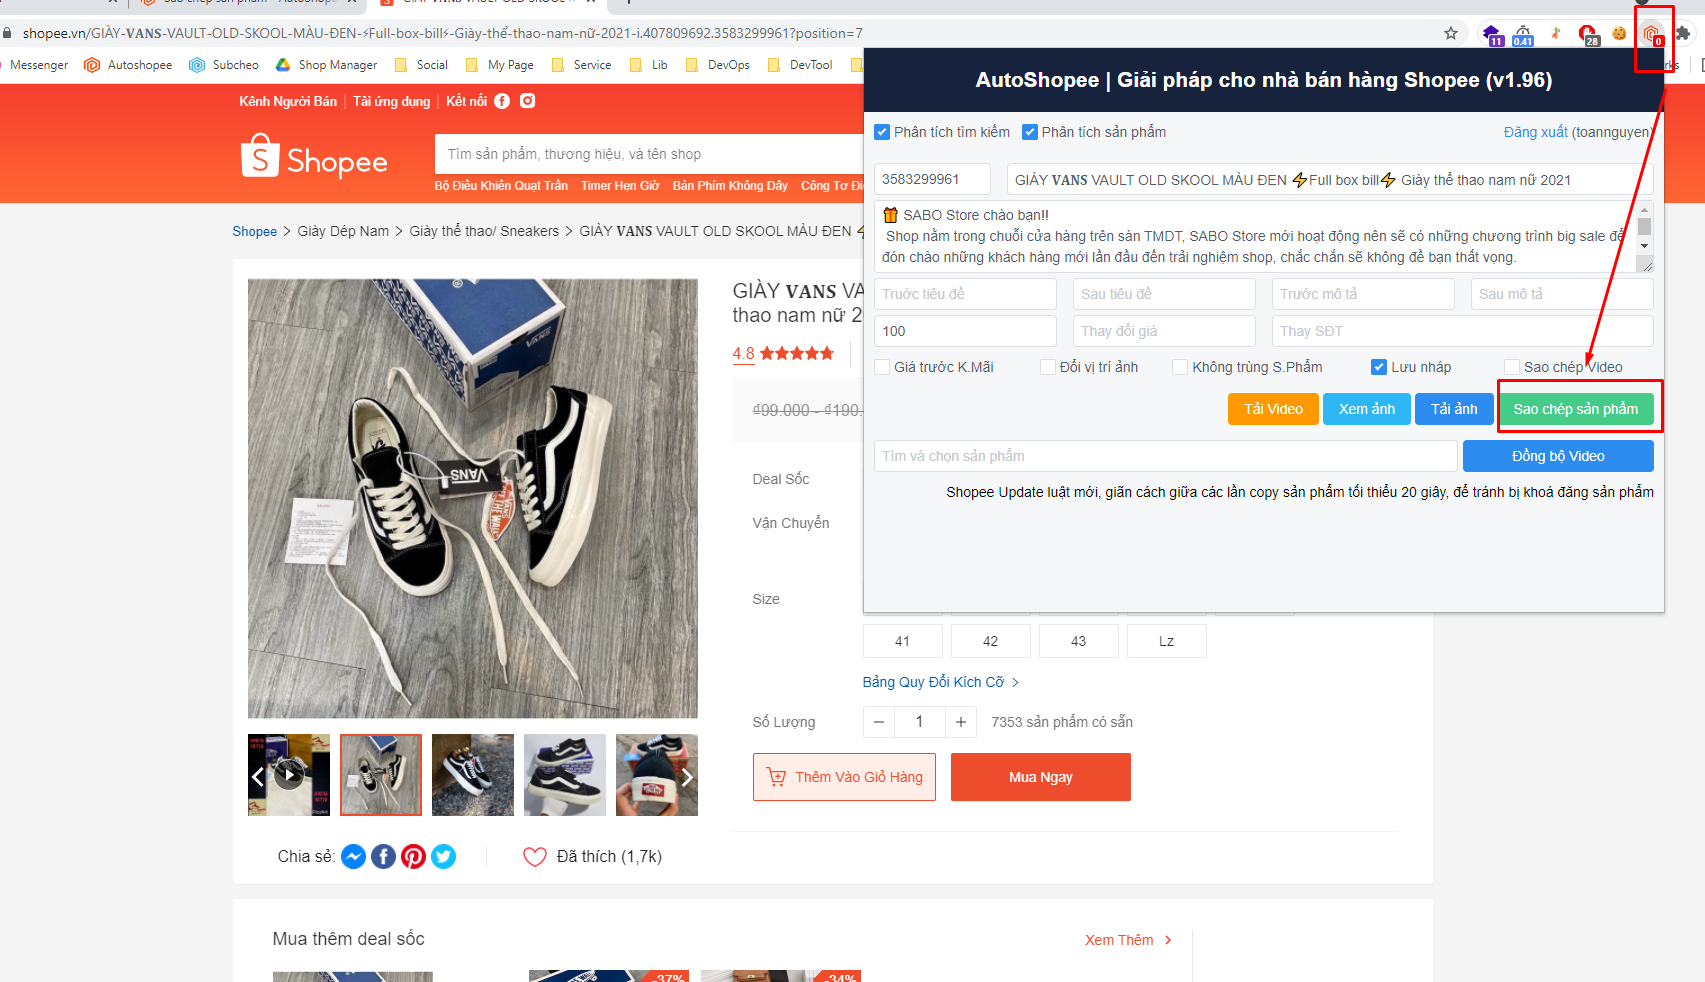 shopee.vn/GIÀY-VANS-VAULT-OLD-SKOOL-MÀU-ĐEN-⚡Full-box-bill⚡-Giày-thể-thao-nam-nữ-2021-i.407809692.3583299961?position=7
11
0.41
28
0
Messenger
Autoshopee
Subcheo
Shop Manager
Social
My Page
Service
Lib
DevOps
DevTool
AutoShopee | Giải pháp cho nhà bán hàng Shopee (v1.96)
Phân tích tìm kiếm
Phân tích sản phẩm
Đăng xuất (toannguyen)
3583299961
GIÀY VANS VAULT OLD SKOOL MÀU ĐEN ⚡Full box bill⚡ Giày thể thao nam nữ 2021
🎁 SABO Store chào bạn!!
Shop nằm trong chuỗi cửa hàng trên sàn TMDT, SABO Store mới hoạt động nên sẽ có những chương trình big sale để
đón chào những khách hàng mới lần đầu đến trải nghiệm shop, chắc chắn sẽ không để bạn thất vọng.
Trước tiêu đề
Sau tiêu đề
Trước mô tả
Sau mô tả
100
Thay đổi giá
Thay SĐT
Giá trước K.Mãi
Đổi vị trí ảnh
Không trùng S.Phẩm
Lưu nháp
Sao chép Video
Tải Video
Xem ảnh
Tải ảnh
Sao chép sản phẩm
Tìm và chọn sản phẩm
Đồng bộ Video
Shopee Update luật mới, giãn cách giữa các lần copy sản phẩm tối thiểu 20 giây, để tránh bị khoá đăng sản phẩm
Kênh Người Bán
Tải ứng dụng
Kết nối
Shopee
Tìm sản phẩm, thương hiệu, và tên shop
Bộ Điều Khiển Quạt Trần
Timer Hẹn Giờ
Bàn Phím Không Dây
Công Tơ
Shopee > Giày Dép Nam > Giày thể thao/ Sneakers > GIÀY VANS VAULT OLD SKOOL MÀU ĐEN ⚡
VANS
VANS
GIÀY VANS
thao nam nữ
4.8
₫99.000 - ₫190.
Deal Sốc
Vận Chuyển
Size
41
42
43
Lz
Bảng Quy Đổi Kích Cỡ >
Số Lượng
1
7353 sản phẩm có sẵn
Thêm Vào Giỏ Hàng
Mua Ngay
Chia sẻ:
Đã thích (1,7k)
Mua thêm deal sốc
Xem Thêm >
-37%
-34%